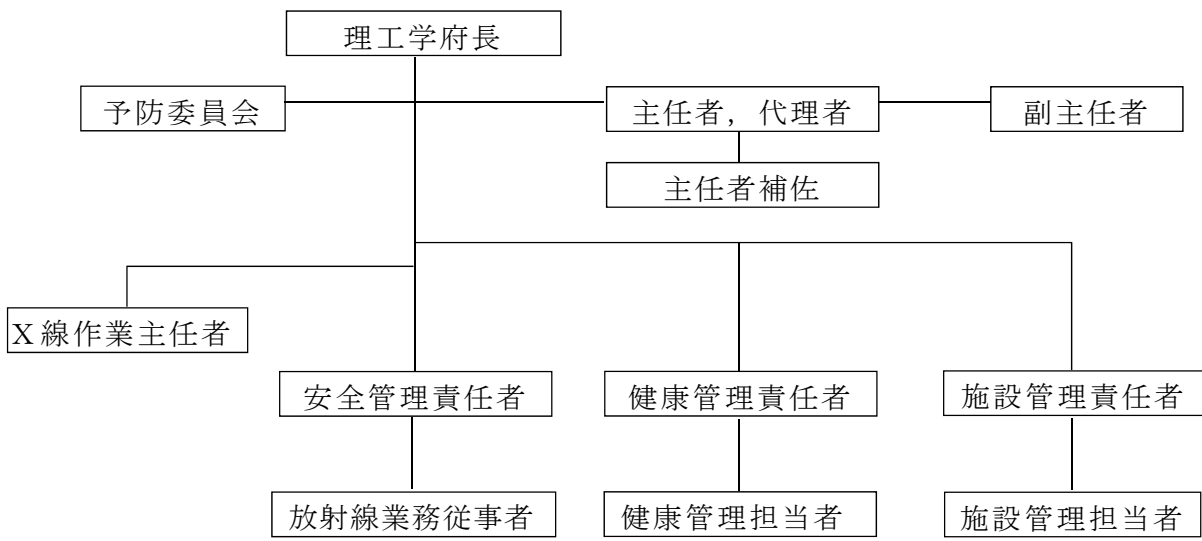 理工学府長
予防委員会
主任者，代理者
副主任者
主任者補佐
X線作業主任者
安全管理責任者
健康管理責任者
施設管理責任者
放射線業務従事者
健康管理担当者
施設管理担当者